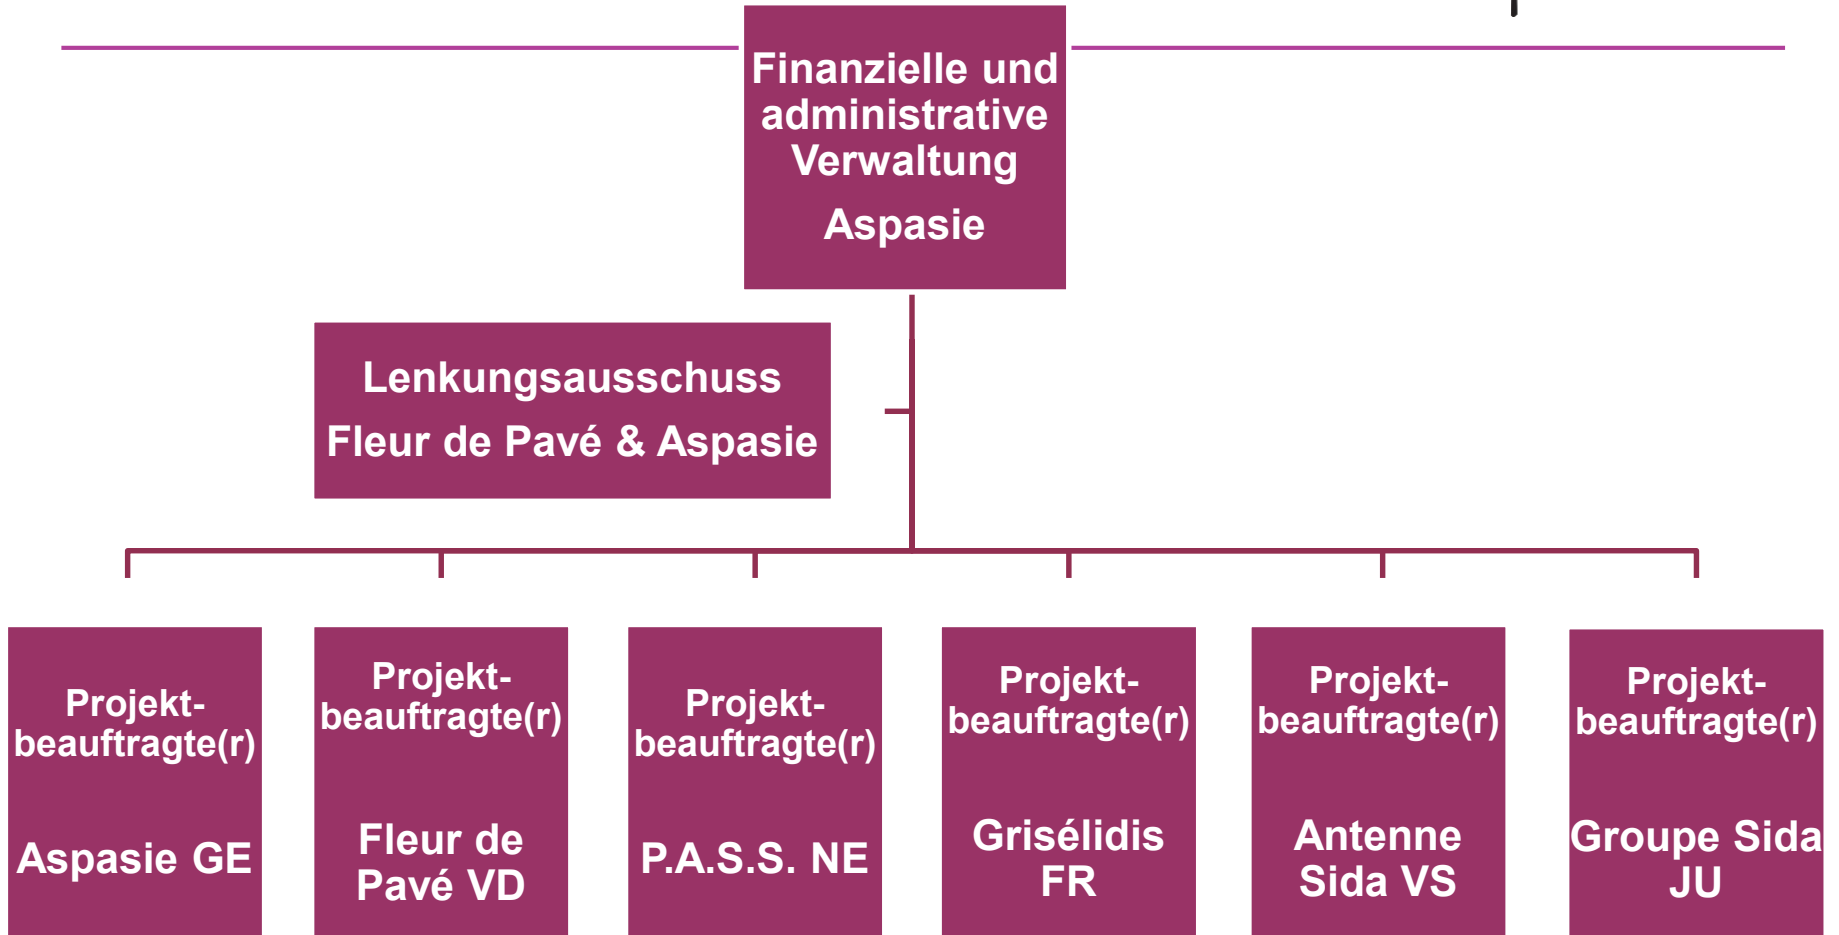 Finanzielle und
administrative
Verwaltung
Aspasie
Lenkungsausschuss
Fleur de Pavé & Aspasie
Projekt-
beauftragte(r)
Aspasie GE
Projekt-
beauftragte(r)
Fleur de
Pavé VD
Projekt-
beauftragte(r)
P.A.S.S. NE
Projekt-
beauftragte(r)
Grisélidis
FR
Projekt-
beauftragte(r)
Antenne
Sida VS
Projekt-
beauftragte(r)
Groupe Sida
JU